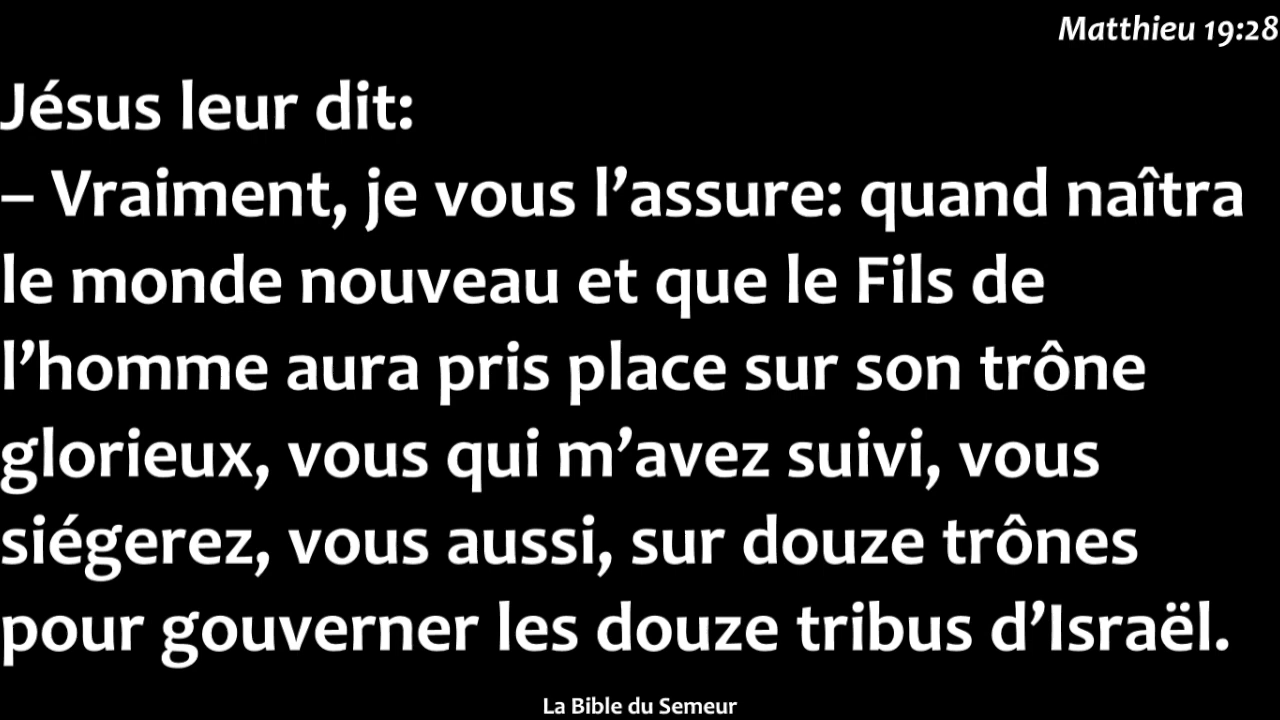 Matthieu 19:28
Jésus leur dit:
– Vraiment, je vous l’assure: quand naîtra
le monde nouveau et que le Fils de
l’homme aura pris place sur son trône
glorieux, vous qui m’avez suivi, vous
siégerez, vous aussi, sur douze trônes
pour gouverner les douze tribus d’Israël.
La Bible du Semeur